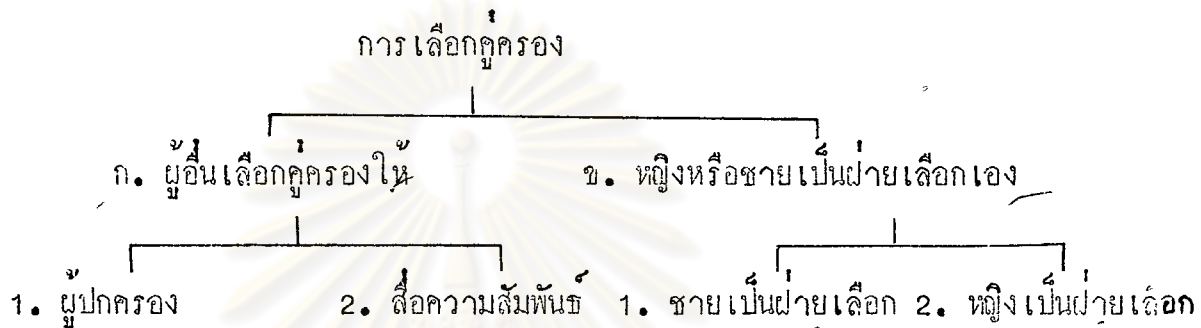 การเลือกคู่ครอง
ก. ผู้อื่นเลือกคู่ครองให้ ข. หญิงหรือชายเป็นฝ่ายเลือกเอง
1. ผู้ปกครอง 2. สื่อความสัมพันธ์ 1. ชายเป็นฝ่ายเลือก 2. หญิงเป็นฝ่ายเลือก